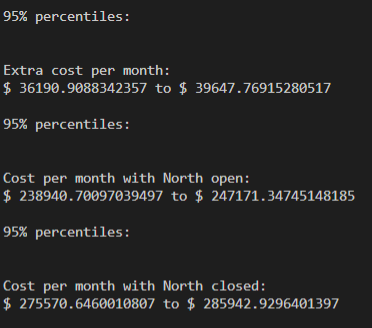 95% percentiles:
Extra cost per month:
$ 36190.9088342357 to $ 39647.76915280517
95% percentiles:
Cost per month with North open:
$ 238940.70097039497 to $ 247171.34745148185
95% percentiles:
Cost per month with North closed:
$ 275570.6460010807 to $ 285942.9296401397